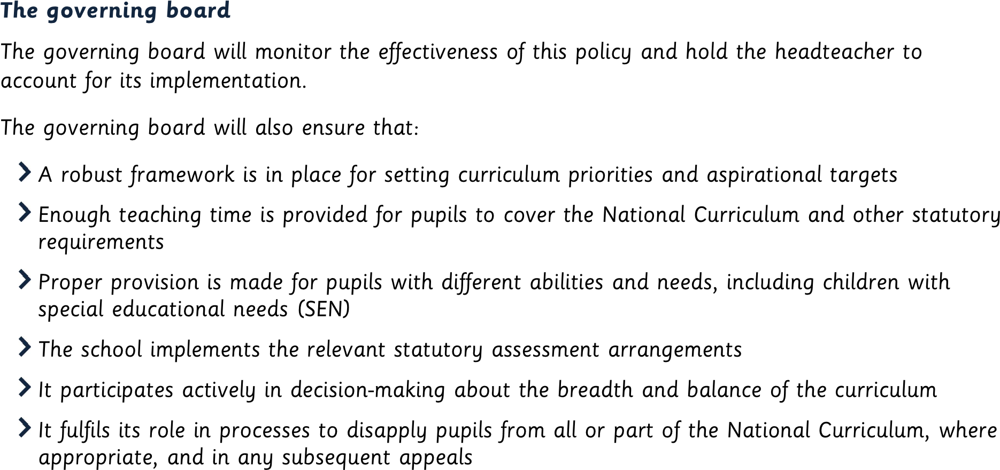 The governing board
The governing board will monitor the effectiveness of this policy and hold the headteacher to
account for its implementation.
The governing board will also ensure that:
A robust framework is in place for setting curriculum priorities and aspirational targets
Enough teaching time is provided for pupils to cover the National Curriculum and other statutory
requirements
Proper provision is made for pupils with different abilities and needs, including children with
special educational needs (SEN)
The school implements the relevant statutory assessment arrangements
It participates actively in decision-making about the breadth and balance of the curriculum
It fulfils its role in processes to disapply pupils from all or part of the National Curriculum, where
appropriate, and in any subsequent appeals